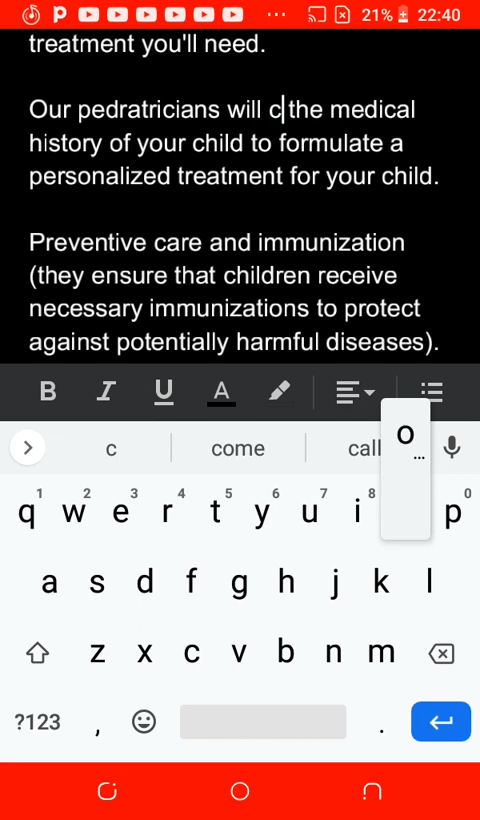 21% 22:40
treatment you'll need.
Our pedratricians will c the medical
history of your child to formulate a
personalized treatment for your child.
Preventive care and immunization
(they ensure that children receive
necessary immunizations to protect
against potentially harmful diseases).
B I U A
c come call
o
...
1 2 3 4 5 6 7 8 0
q w e r t y u i p
a s d f g h j k l
z x c v b n m
?123 , .